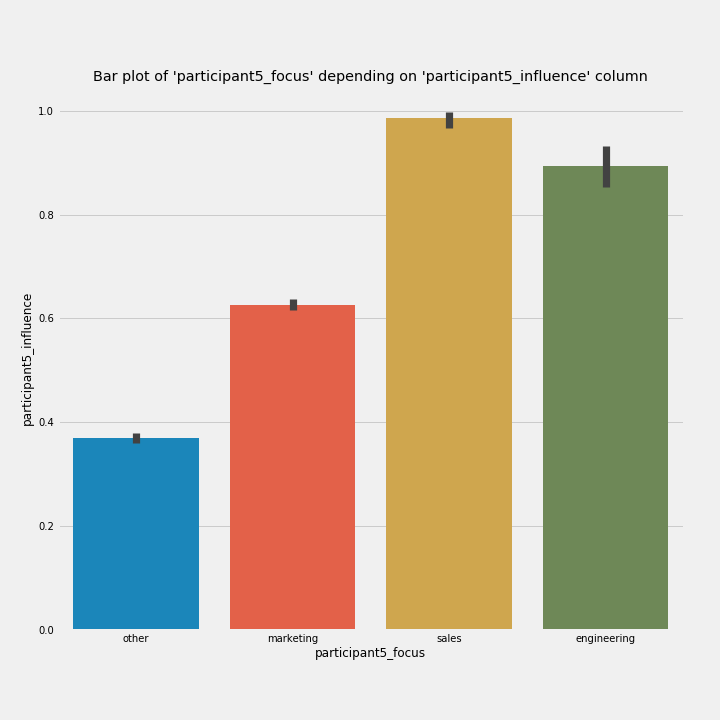 Bar plot of 'participant5_focus' depending on 'participant5_influence' column
participant5_influence
1.0
0.8
0.6
0.4
0.2
0.0
other marketing sales engineering
participant5_focus